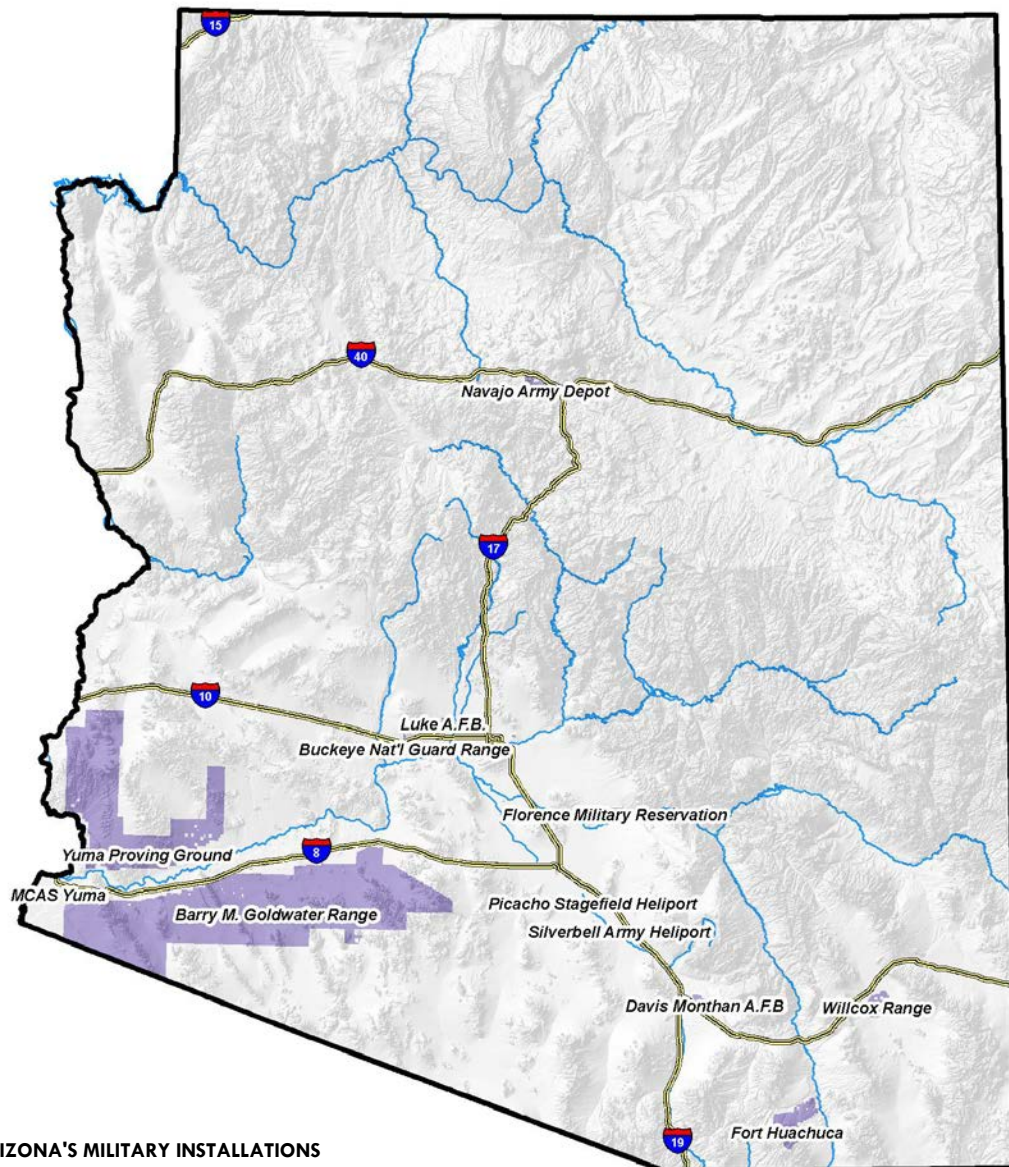 15
40
Navajo Army Depot
17
10
Luke A.F.B.
Buckeye Nat'l Guard Range
Florence Military Reservation
8
Yuma Proving Ground
MCAS Yuma
Barry M. Goldwater Range
Picacho Stagefield Heliport
Silverbell Army Heliport
Davis Monthan A.F.B
Willcox Range
19
Fort Huachuca
IZONA'S MILITARY INSTALLATIONS